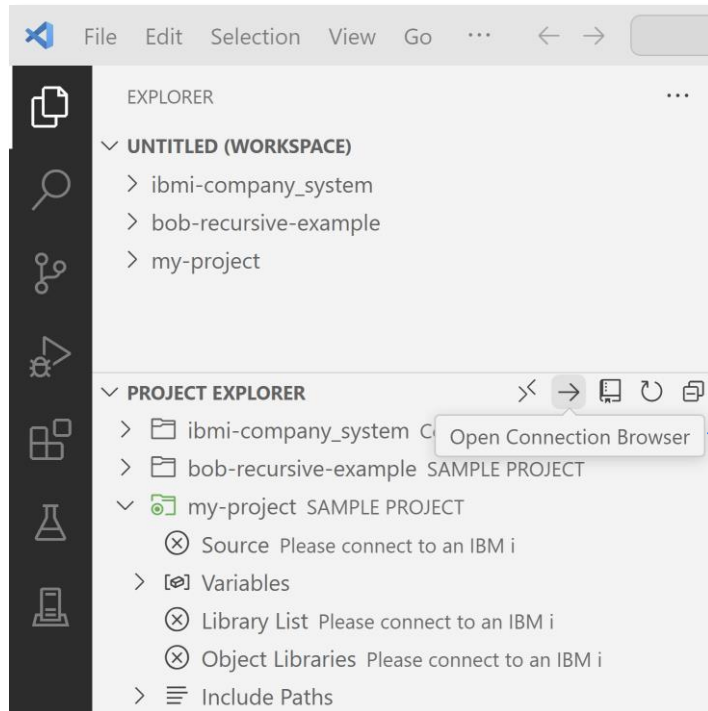 File Edit Selection View Go ···
EXPLORER ···
UNTITLED (WORKSPACE)
ibmi-company_system
bob-recursive-example
my-project
PROJECT EXPLORER
ibmi-company_system
Open Connection Browser
bob-recursive-example SAMPLE PROJECT
my-project SAMPLE PROJECT
Source Please connect to an IBM i
Variables
Library List Please connect to an IBM i
Object Libraries Please connect to an IBM i
Include Paths